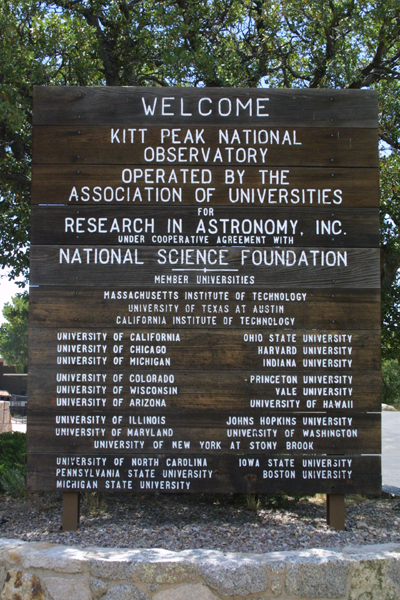 WELCOME
KITT PEAK NATIONAL
OBSERVATORY
OPERATED BY THE
ASSOCIATION OF UNIVERSITIES
FOR
RESEARCH IN ASTRONOMY, INC.
UNDER COOPERATIVE AGREEMENT WITH
NATIONAL SCIENCE FOUNDATION
MEMBER UNIVERSITIES
MASSACHUSETTS INSTITUTE OF TECHNOLOGY
UNIVERSITY OF TEXAS AT AUSTIN
CALIFORNIA INSTITUTE OF TECHNOLOGY
UNIVERSITY OF CALIFORNIA OHIO STATE UNIVERSITY
UNIVERSITY OF CHICAGO HARVARD UNIVERSITY
UNIVERSITY OF MICHIGAN INDIANA UNIVERSITY
UNIVERSITY OF COLORADO PRINCETON UNIVERSITY
UNIVERSITY OF WISCONSIN YALE UNIVERSITY
UNIVERSITY OF ARIZONA UNIVERSITY OF HAWAII
UNIVERSITY OF ILLINOIS JOHNS HOPKINS UNIVERSITY
UNIVERSITY OF MARYLAND UNIVERSITY OF WASHINGTON
UNIVERSITY OF NEW YORK AT STONY BROOK
UNIVERSITY OF NORTH CAROLINA IOWA STATE UNIVERSITY
PENNSYLVANIA STATE UNIVERSITY BOSTON UNIVERSITY
MICHIGAN STATE UNIVERSITY